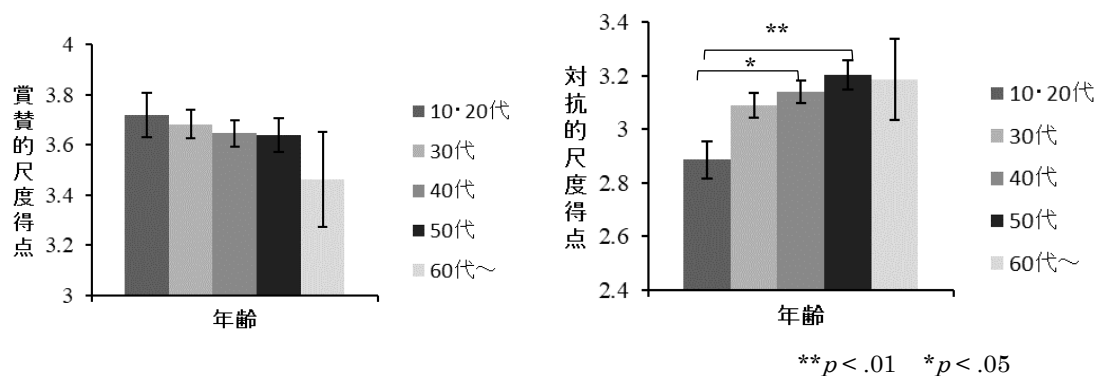 賞賛的尺度得点
4
3.8
3.6
3.4
3.2
3
年齢
10・20代
30代
40代
50代
60代～
対抗的尺度得点
3.4
3.2
3
2.8
2.6
2.4
**
*
年齢
10・20代
30代
40代
50代
60代～
**p < .01 *p < .05